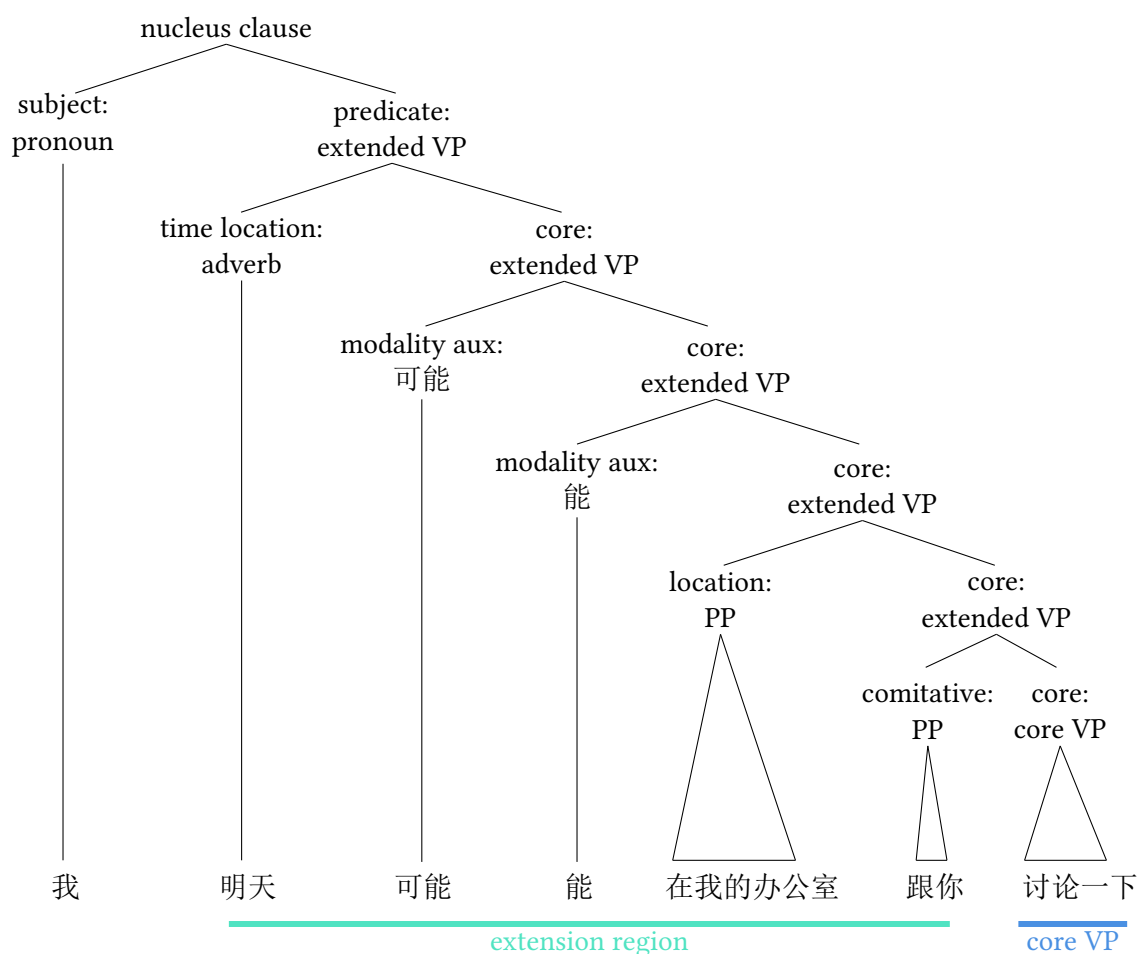 nucleus clause
subject:
pronoun
predicate:
extended VP
time location:
adverb
core:
extended VP
modality aux:
可能
core:
extended VP
modality aux:
能
core:
extended VP
location:
PP
core:
extended VP
comitative:
PP
core:
core VP
我 明天 可能 能 在我的办公室 跟你 讨论一下
extension region core VP